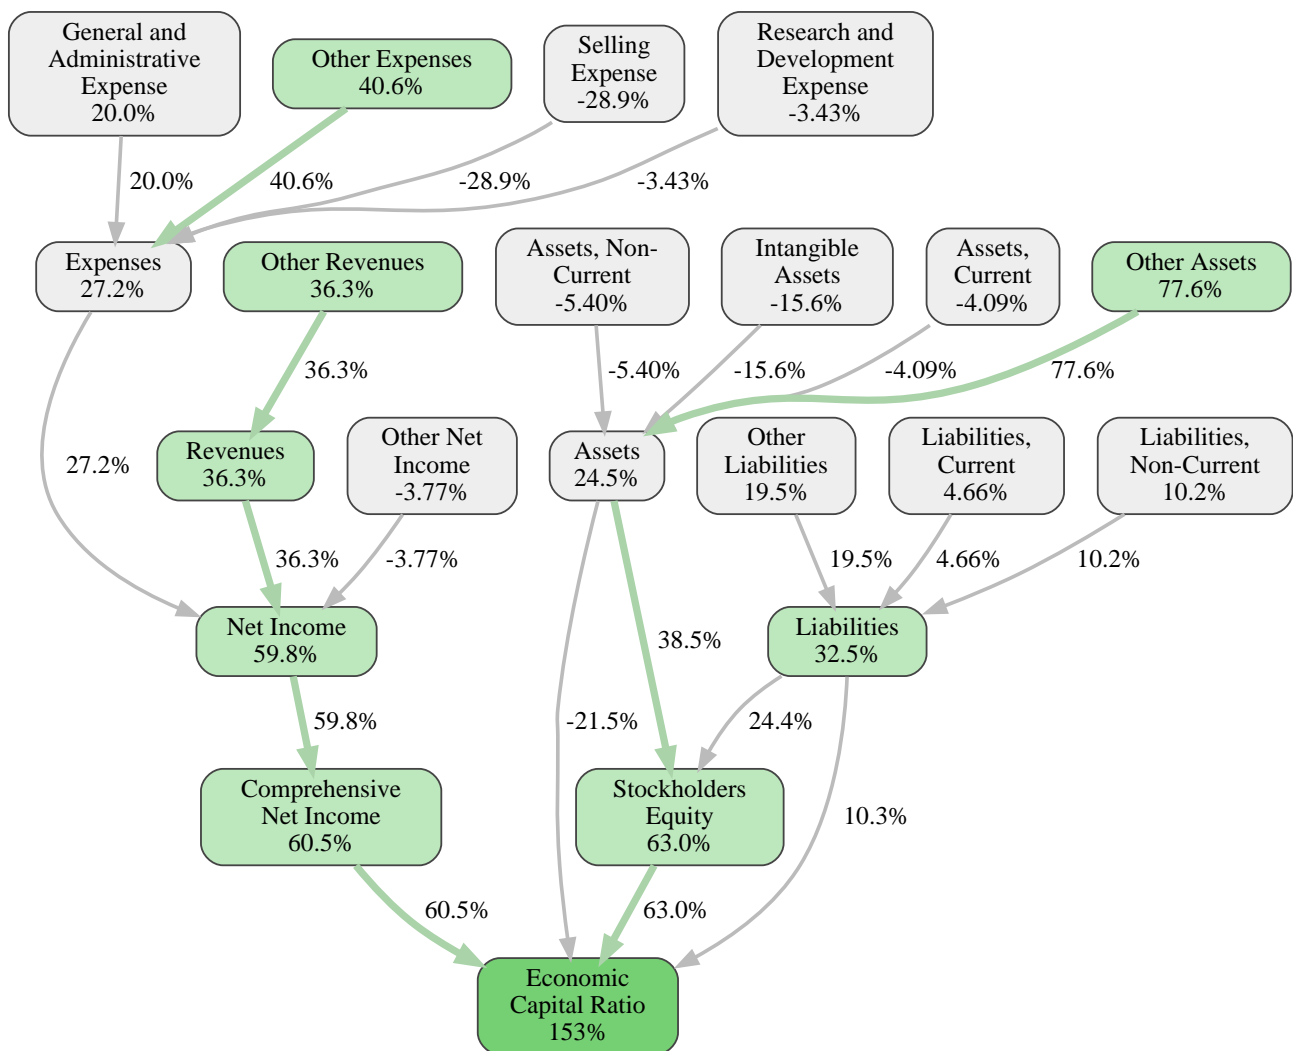 General and
Administrative
Expense
20.0%
Other Expenses
40.6%
Selling
Expense
-28.9%
Research and
Development
Expense
-3.43%
20.0%
40.6%
-28.9%
-3.43%
Expenses
27.2%
Other Revenues
36.3%
Assets, Non-
Current
-5.40%
Intangible
Assets
-15.6%
Assets,
Current
-4.09%
Other Assets
77.6%
36.3%
-5.40%
-15.6%
-4.09%
77.6%
27.2%
Revenues
36.3%
Other Net
Income
-3.77%
Assets
24.5%
Other
Liabilities
19.5%
Liabilities,
Current
4.66%
Liabilities,
Non-Current
10.2%
36.3%
-3.77%
19.5%
4.66%
10.2%
Net Income
59.8%
38.5%
Liabilities
32.5%
59.8%
-21.5%
24.4%
Comprehensive
Net Income
60.5%
Stockholders
Equity
63.0%
10.3%
60.5%
63.0%
Economic
Capital Ratio
153%